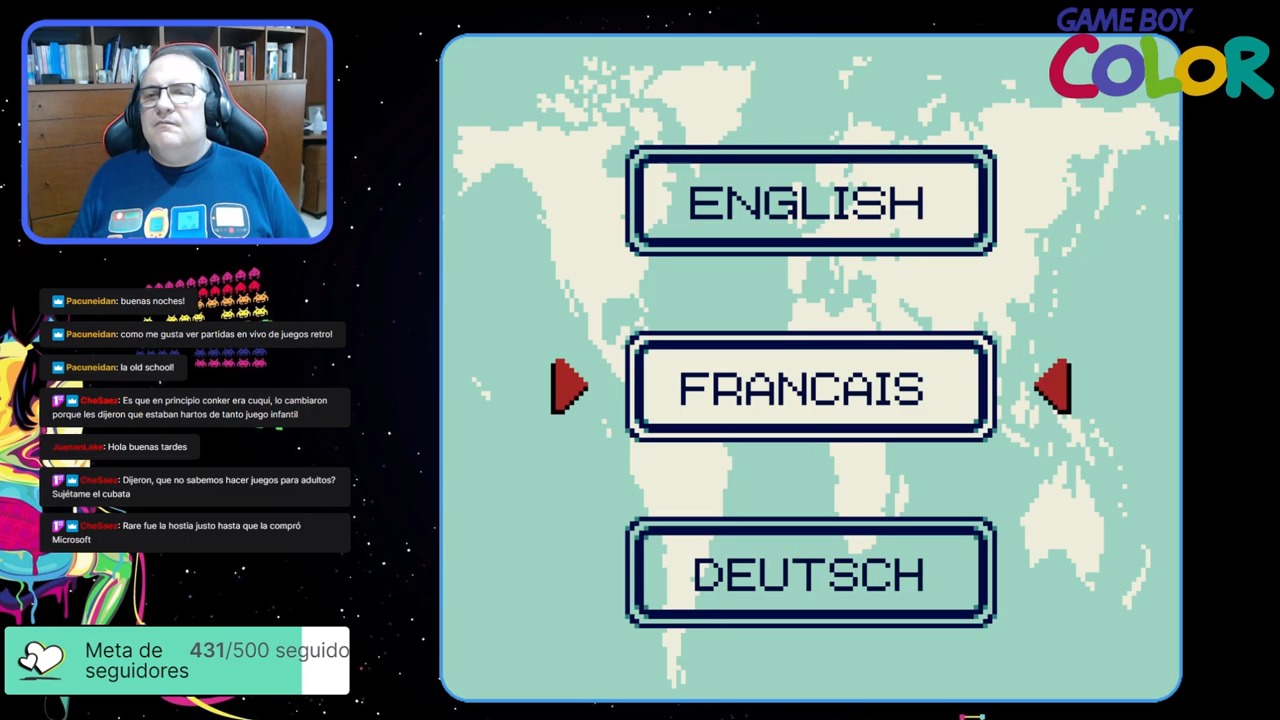 GAME BOY
COLOR
ENGLISH
FRANCAIS
DEUTSCH
Pacuneidan: buenas noches!
Pacuneidan: como me gusta ver partidas en vivo de juegos retro!
Pacuneidan: la old school!
CheSaez: Es que en principio conker era cuqui, lo cambiaron
porque les dijeron que estaban hartos de tanto juego infantil
JuananLake: Hola buenas tardes
CheSaez: Dijeron, que no sabemos hacer juegos para adultos?
Sujétame el cubata
CheSaez: Rare fue la hostia justo hasta que la compró
Microsoft
Meta de
seguidores
431/500 seguido